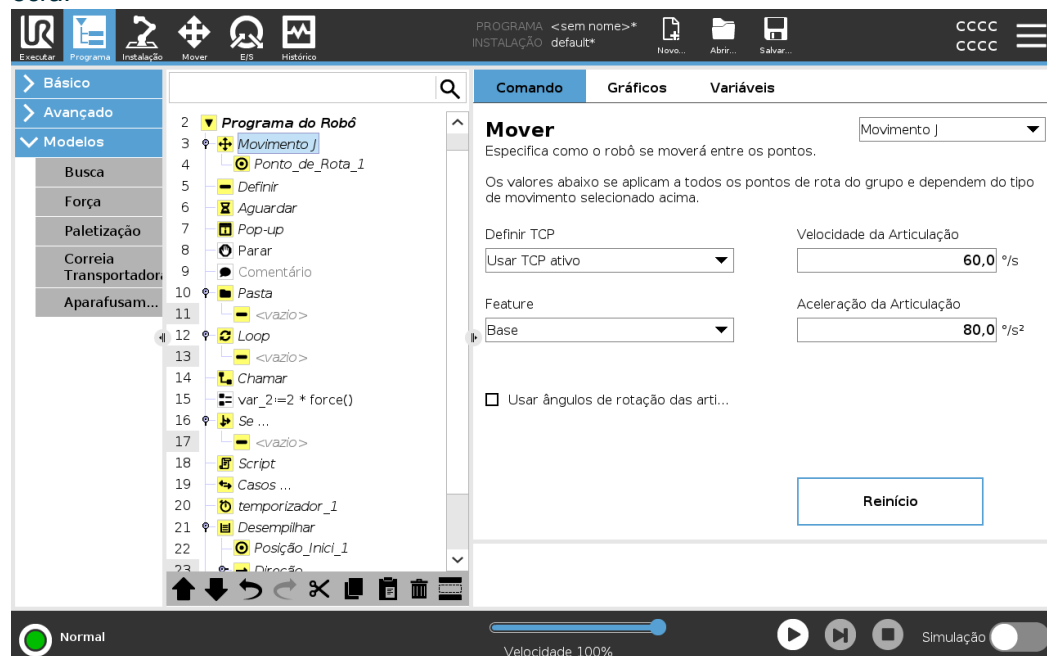 PROGRAMA <sem nome>*
INSTALAÇÃO default*
Executar Programa Instalação Mover E/S Histórico
Novo... Abrir... Salvar...
cccc
cccc
Básico
Avançado
Modelos
Busca
Força
Paletização
Correia
Transportador
Aparafusam...
2 Programa do Robô
3 Movimento J
4 Ponto_de_Rota_1
5 Definir
6 Aguardar
7 Pop-up
8 Parar
9 Comentário
10 Pasta
11 <vazio>
12 Loop
13 <vazio>
14 Chamar
15 var_2:=2 * force()
16 Se ...
17 <vazio>
18 Script
19 Casos ...
20 temporizador_1
21 Desempilhar
22 Posição_Inici_1
23 Direção
Comando Gráficos Variáveis
Mover
Movimento J
Especifica como o robô se moverá entre os pontos.
Os valores abaixo se aplicam a todos os pontos de rota do grupo e dependem do tipo
de movimento selecionado acima.
Definir TCP
Usar TCP ativo
Velocidade da Articulação
60,0 °/s
Feature
Base
Aceleração da Articulação
80,0 °/s²
Usar ângulos de rotação das arti...
Reinício
Normal
Velocidade 100%
Simulação